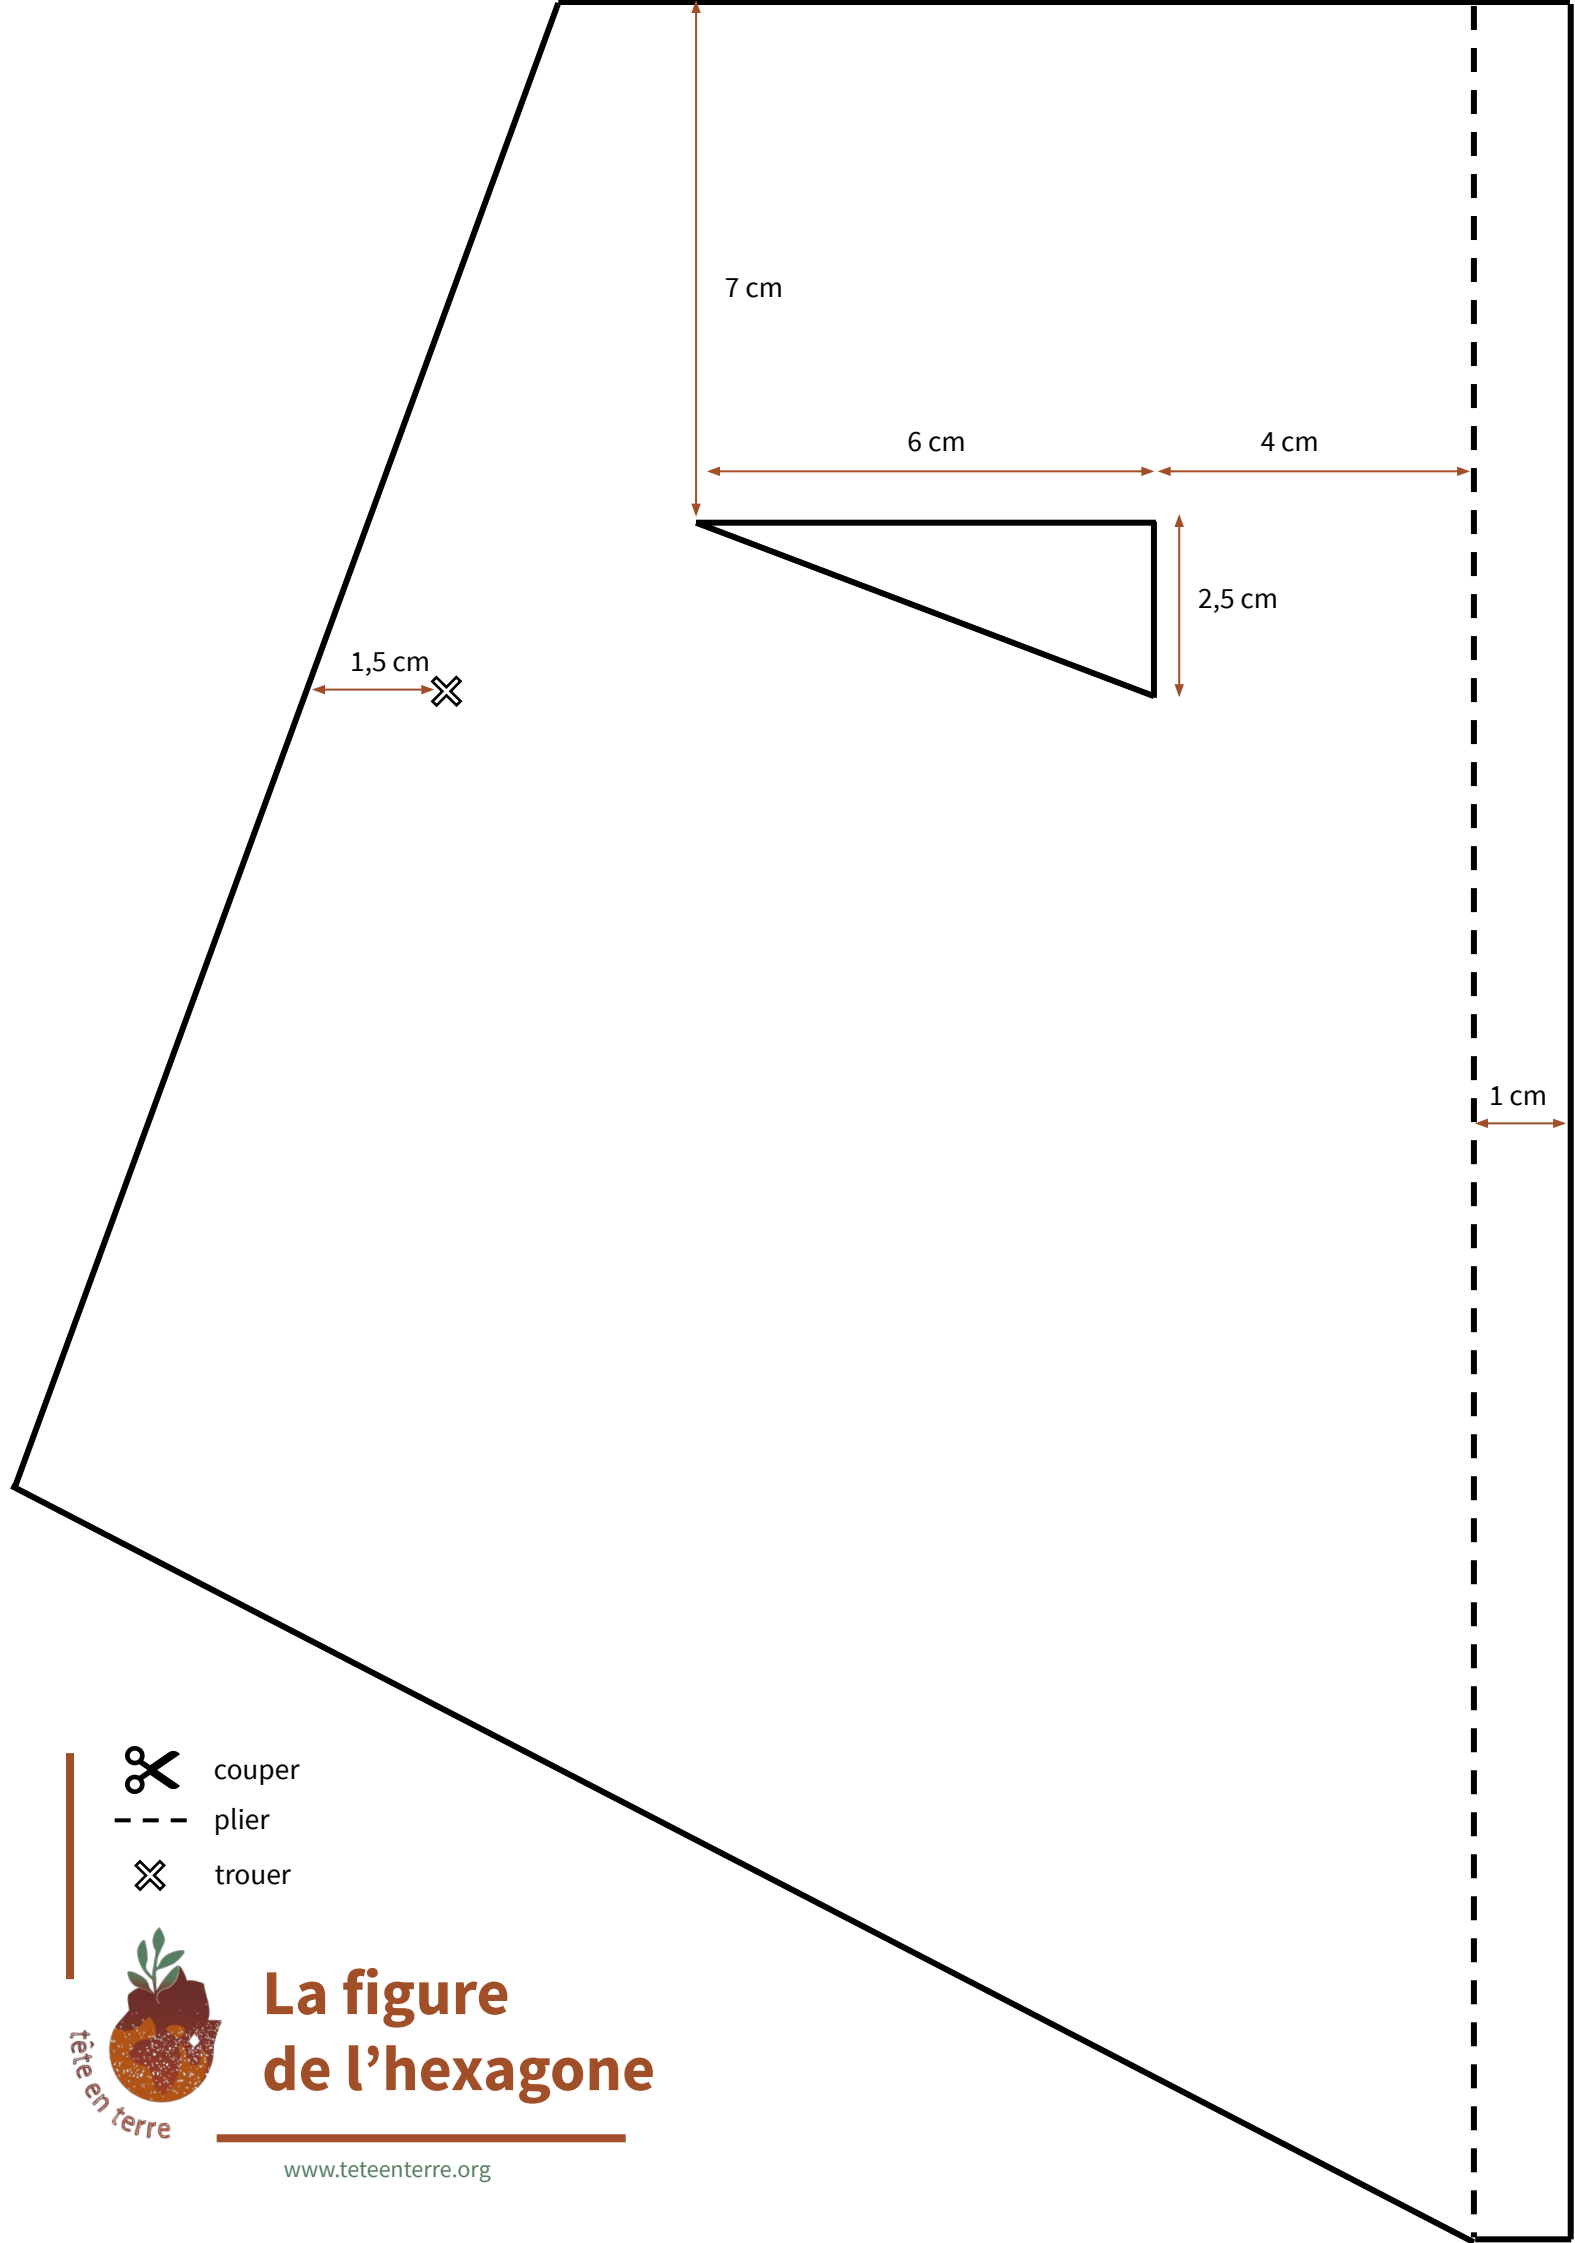 7 cm
6 cm
4 cm
2,5 cm
1,5 cm
1 cm
couper
plier
trouer
La figure
de l’hexagone
tête en terre
www.teteenterre.org